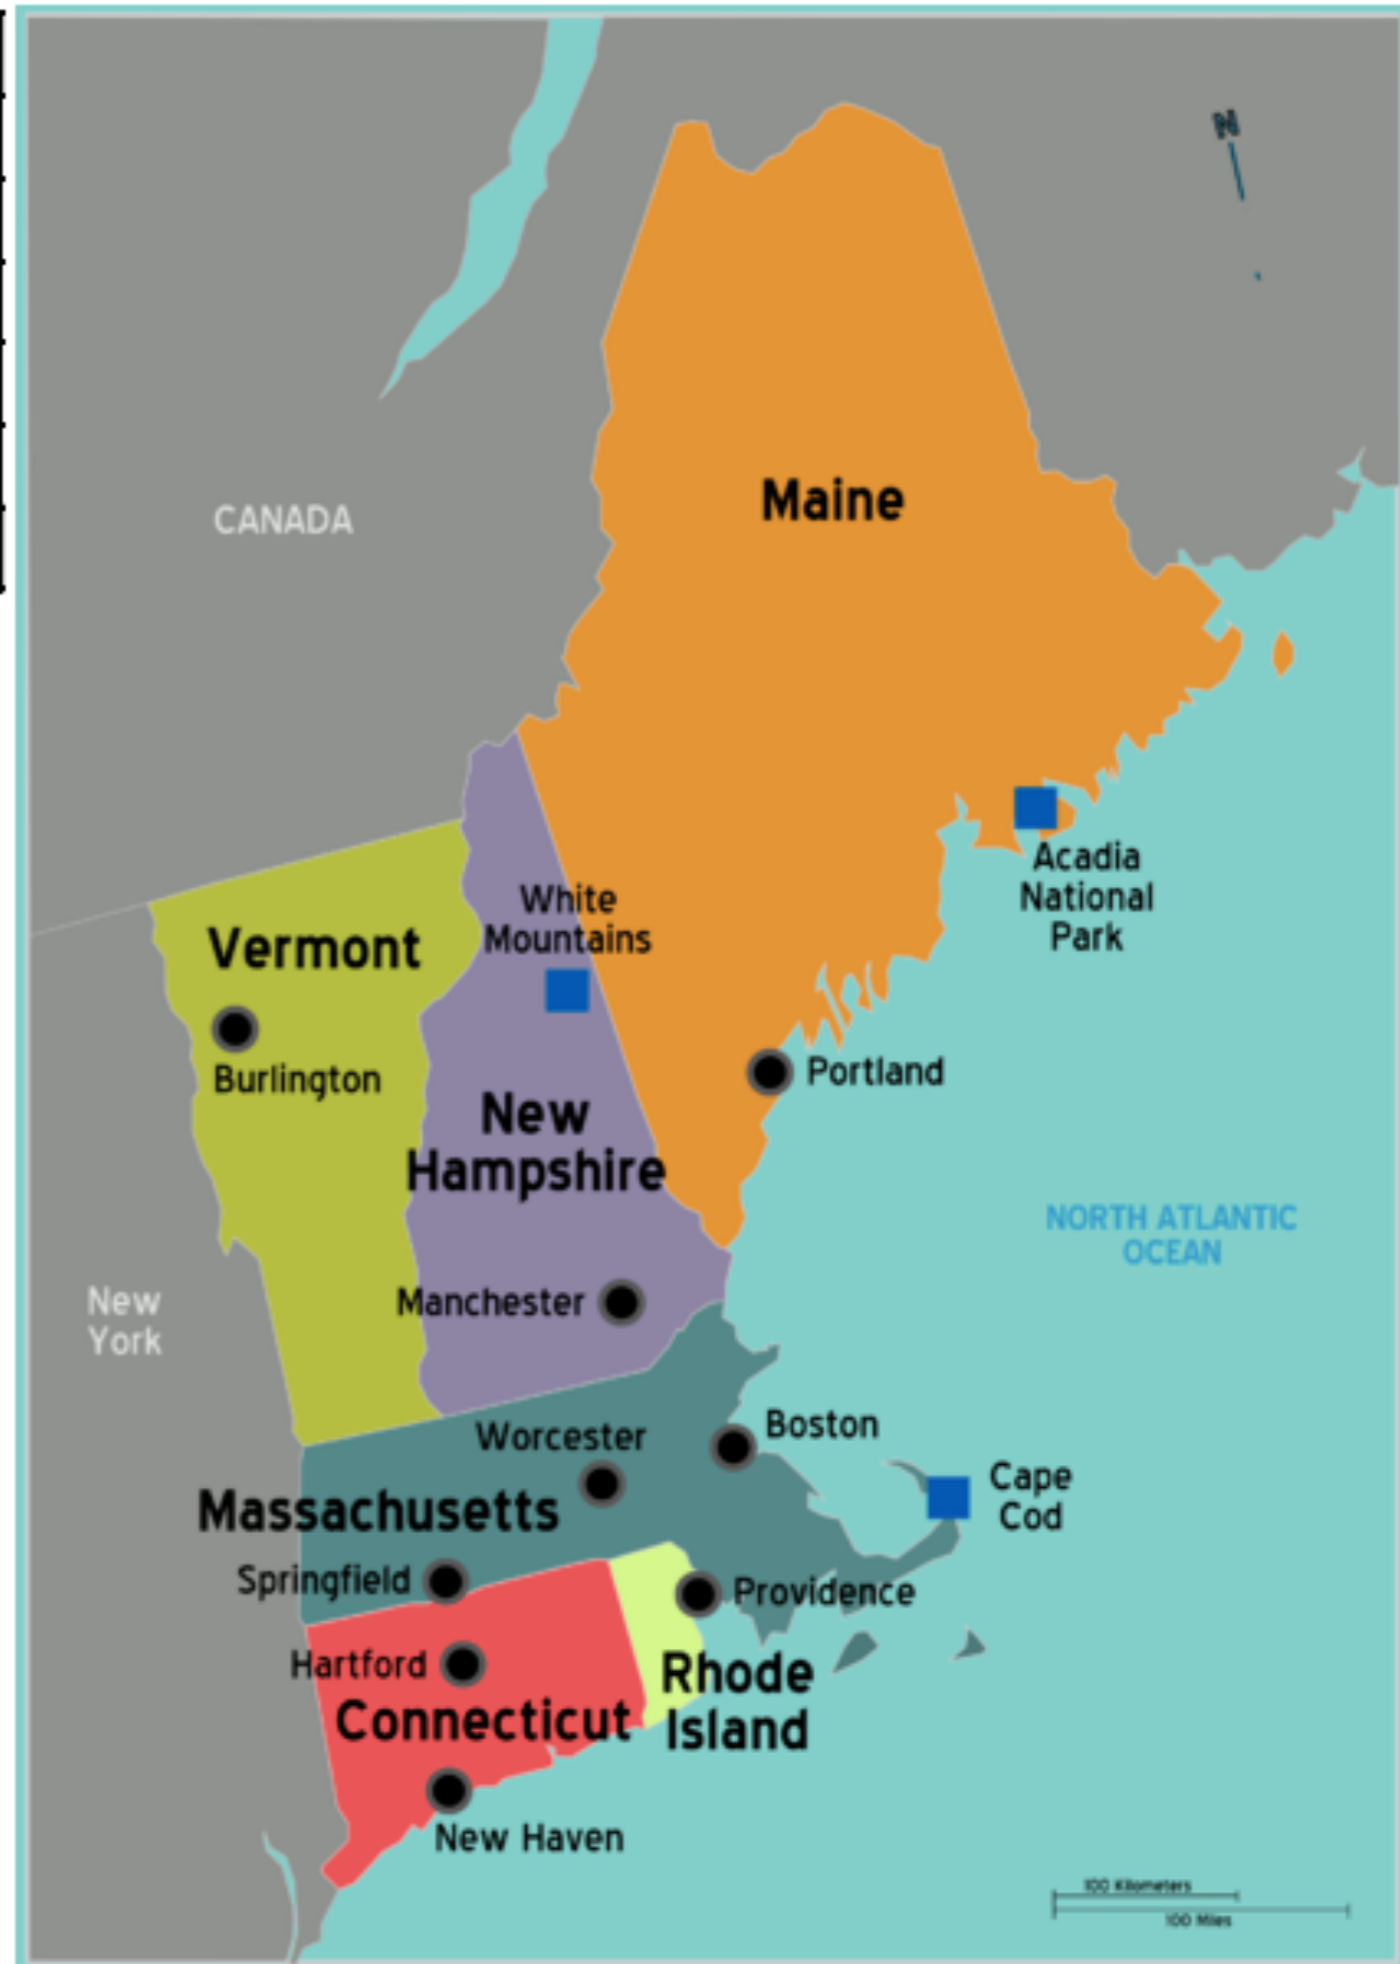 N
Maine
CANADA
Acadia
National
Park
White
Mountains
Vermont
Burlington
Portland
New
Hampshire
NORTH ATLANTIC
OCEAN
Manchester
New
York
Boston
Worcester
Cape
Cod
Massachusetts
Springfield
Providence
Hartford
Rhode
Island
Connecticut
New Haven
100 Kilometers
100 Miles